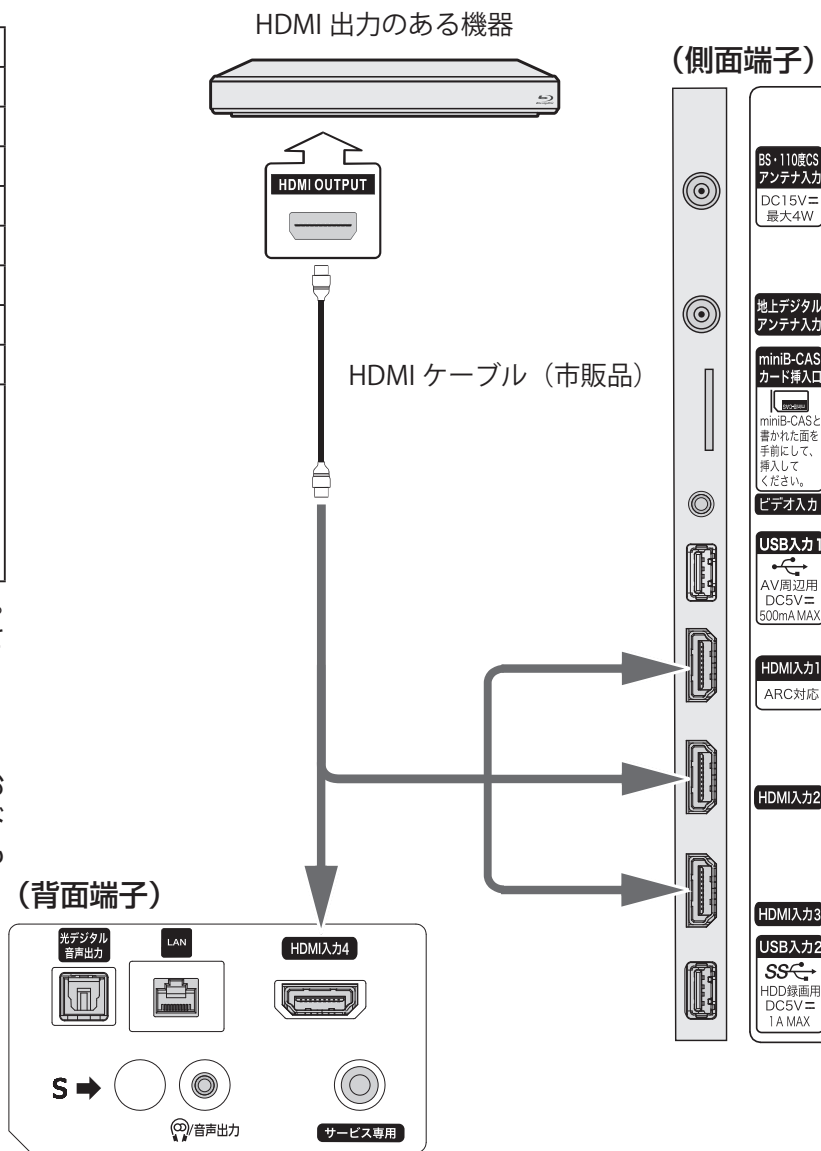 HDMI 出力のある機器
HDMI OUTPUT
HDMI ケーブル（市販品）
（側面端子）
BS・110度CS
アンテナ入力
DC15V⎓
最大4W
地上デジタル
アンテナ入力
miniB-CAS
カード挿入口
miniB-CASと
書かれた面を
手前にして、
挿入して
ください。
ビデオ入力
USB入力1
AV周辺用
DC5V⎓
500mA MAX
HDMI入力1
ARC対応
HDMI入力2
HDMI入力3
USB入力2
SS
HDD録画用
DC5V⎓
1A MAX
（背面端子）
光デジタル
音声出力
LAN
HDMI入力4
S
/音声出力
サービス専用